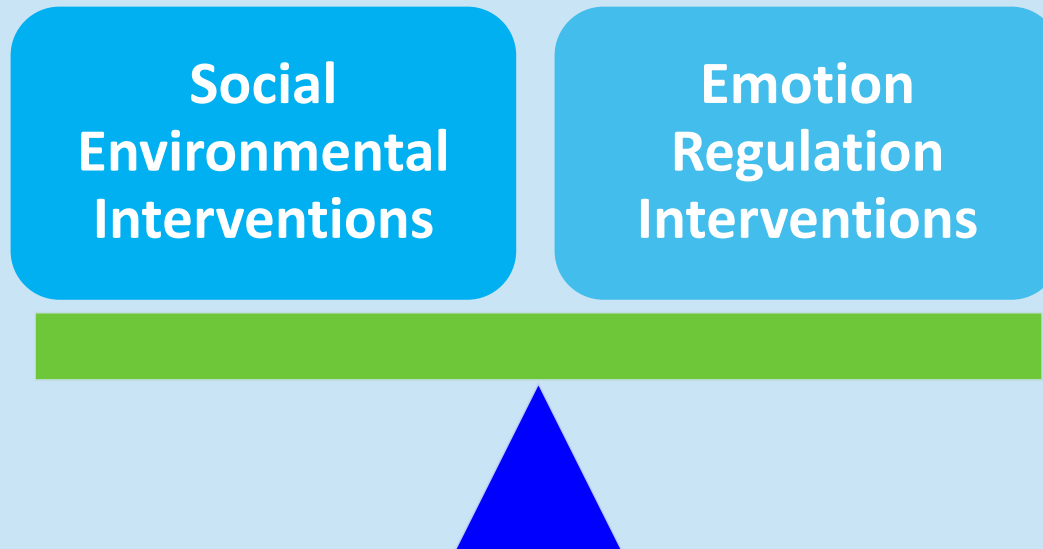 Social
Environmental
Interventions
Emotion
Regulation
Interventions